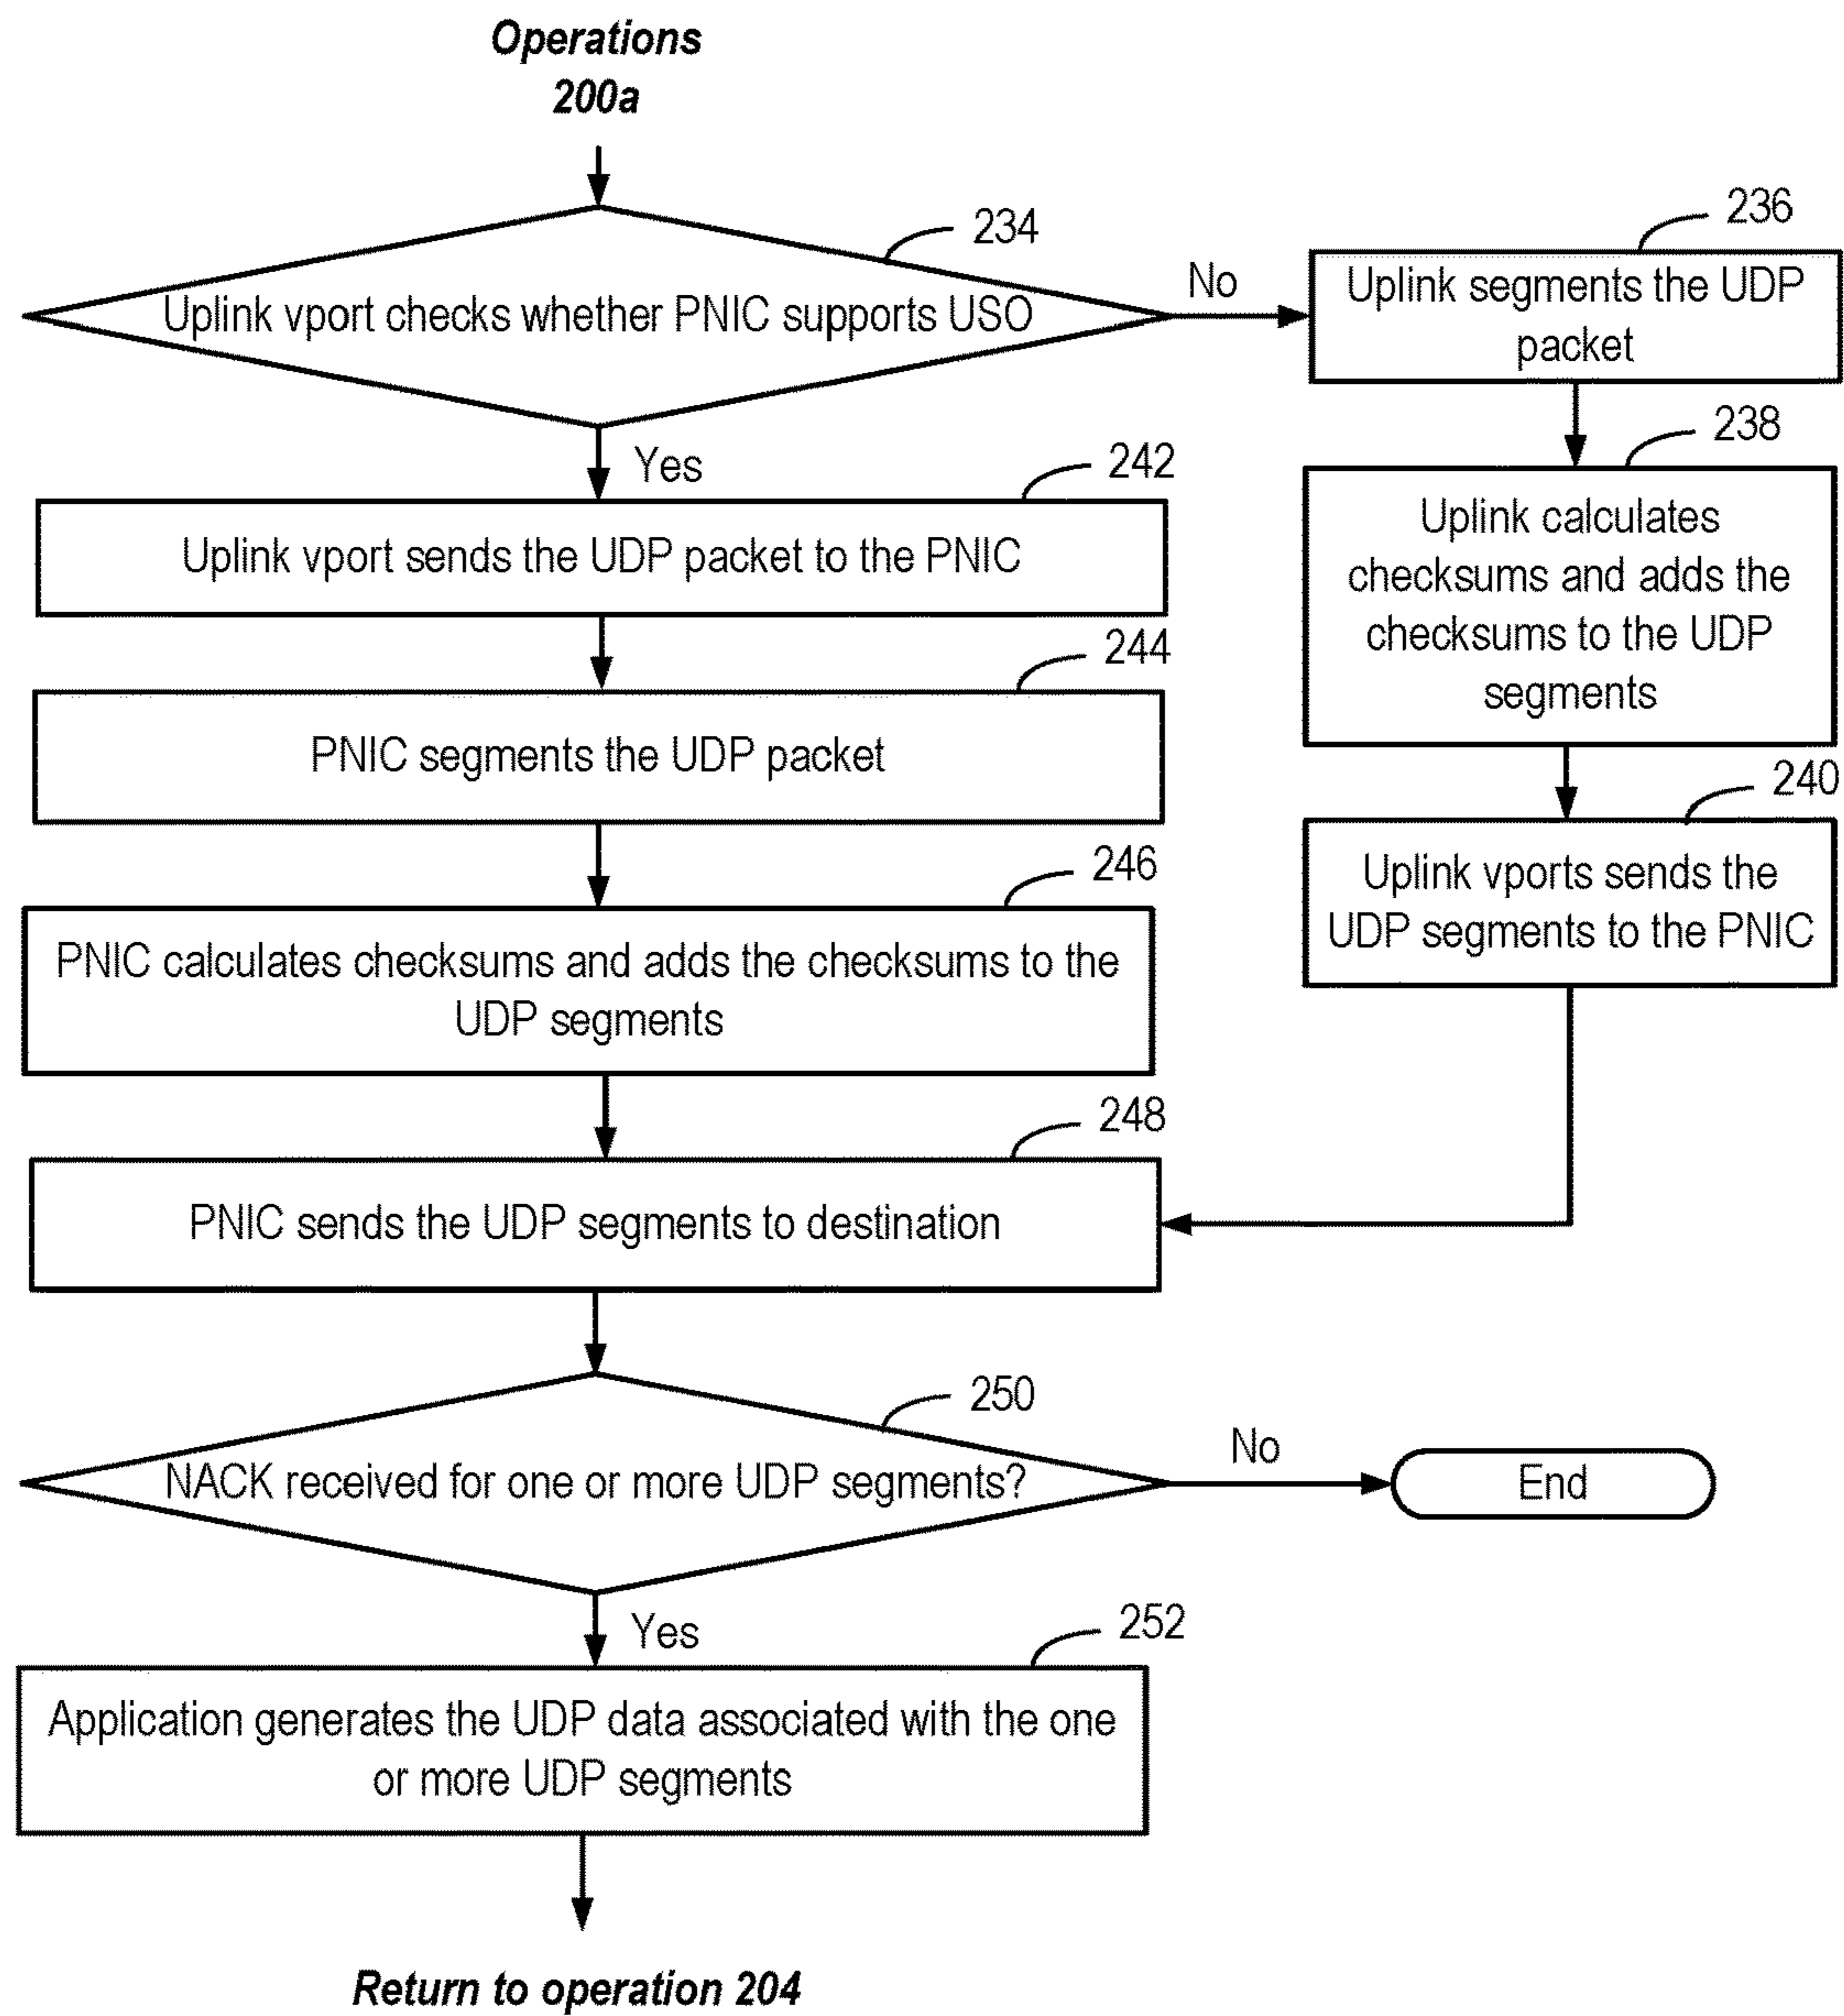 Operations
200a
234
Uplink vport checks whether PNIC supports USO
No
236
Uplink segments the UDP
packet
238
Uplink calculates
checksums and adds the
checksums to the UDP
segments
240
Uplink vports sends the
UDP segments to the PNIC
Yes
242
Uplink vport sends the UDP packet to the PNIC
244
PNIC segments the UDP packet
246
PNIC calculates checksums and adds the checksums to the
UDP segments
248
PNIC sends the UDP segments to destination
250
NACK received for one or more UDP segments?
No
End
Yes
252
Application generates the UDP data associated with the one
or more UDP segments
Return to operation 204